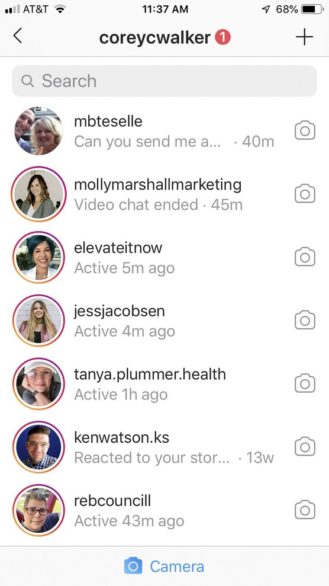 AT&T 11:37 AM 68%
coreycwalker 1
Search
mbteselle
Can you send me a... · 40m
mollymarshallmarketing
Video chat ended · 45m
elevateitnow
Active 5m ago
jessjacobsen
Active 4m ago
tanya.plummer.health
Active 1h ago
kenwatson.ks
Reacted to your stor... · 13w
rebcouncill
Active 43m ago
Camera